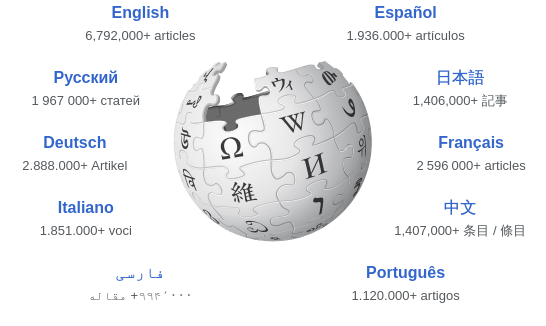 English
6,792,000+ articles
Español
1.936.000+ artículos
Русский
1 967 000+ статей
日本語
1,406,000+ 記事
Deutsch
2.888.000+ Artikel
Français
2 596 000+ articles
Italiano
1.851.000+ voci
中文
1,407,000+ 条目 / 條目
فارسی
۹۹۴٬۰۰۰+ مقاله
Português
1.120.000+ artigos
Ω
W
И
維
ウィ